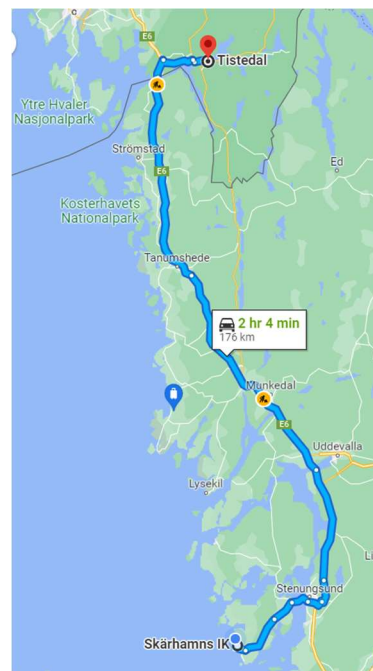 E6
Tistedal
Ytre Hvaler
Nasjonalpark
Strömstad
Ed
E6
Kosterhavets
Nationalpark
Tanumshede
2 hr 4 min
176 km
Munkedal
E6
Uddevalla
Lysekil
Stenungsund
Skärhamns IK